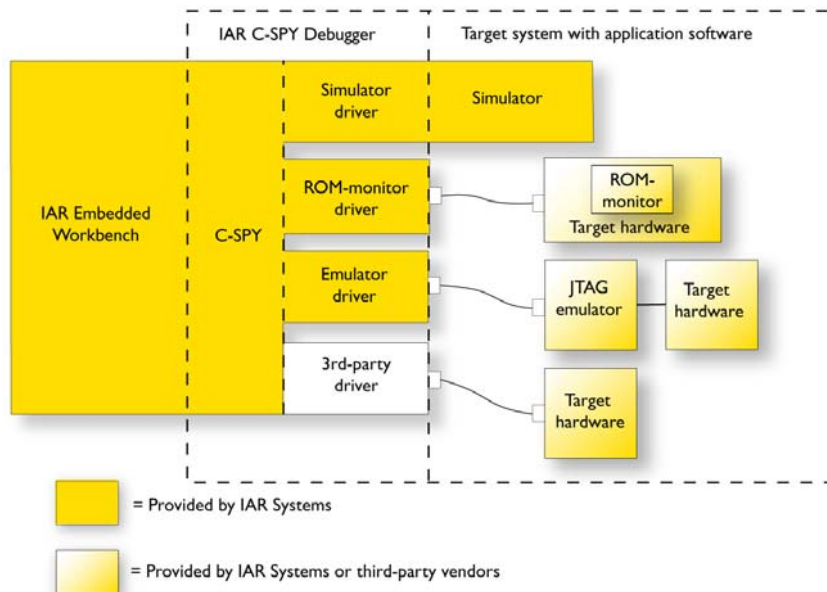 IAR C-SPY Debugger
Target system with application software
Simulator
driver
Simulator
IAR Embedded
Workbench
C-SPY
ROM-monitor
driver
ROM-
monitor
Target hardware
Emulator
driver
JTAG
emulator
Target
hardware
3rd-party
driver
Target
hardware
= Provided by IAR Systems
= Provided by IAR Systems or third-party vendors